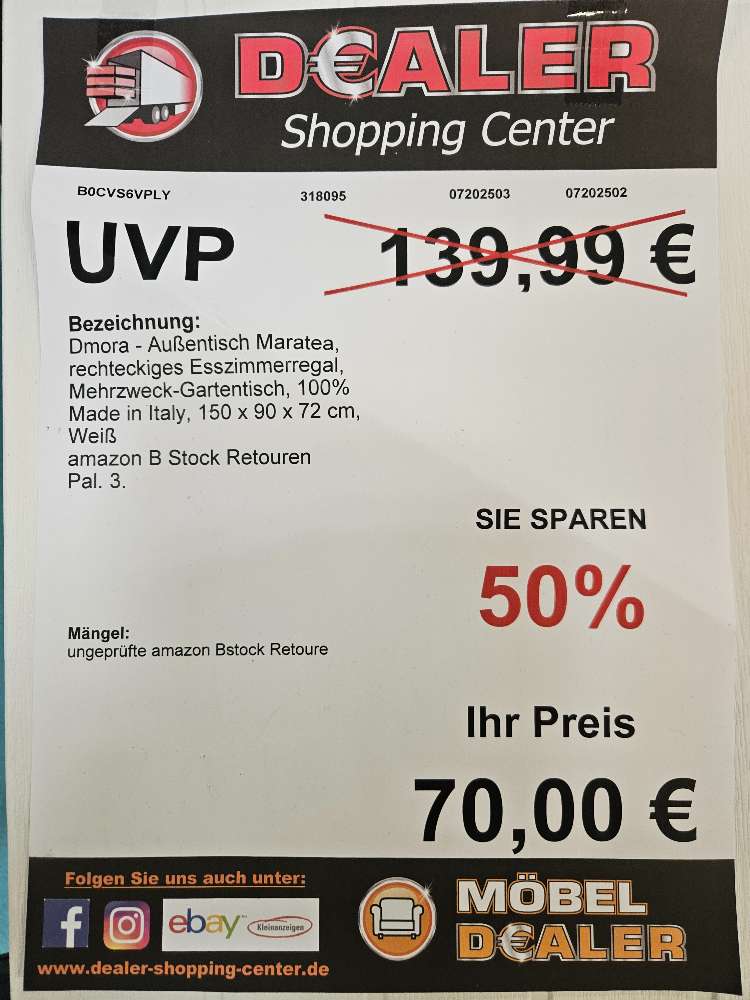 D€ALER
Shopping Center
B0CVS6VPLY 318095 07202503 07202502
UVP 139,99 €
Bezeichnung:
Dmora - Außentisch Maratea,
rechteckiges Esszimmerregal,
Mehrzweck-Gartentisch, 100%
Made in Italy, 150 x 90 x 72 cm,
Weiß
amazon B Stock Retouren
Pal. 3.
SIE SPAREN
50%
Mängel:
ungeprüfte amazon Bstock Retoure
Ihr Preis
70,00 €
Folgen Sie uns auch unter:
f ebay Kleinanzeigen
www.dealer-shopping-center.de
MÖBEL
D€ALER